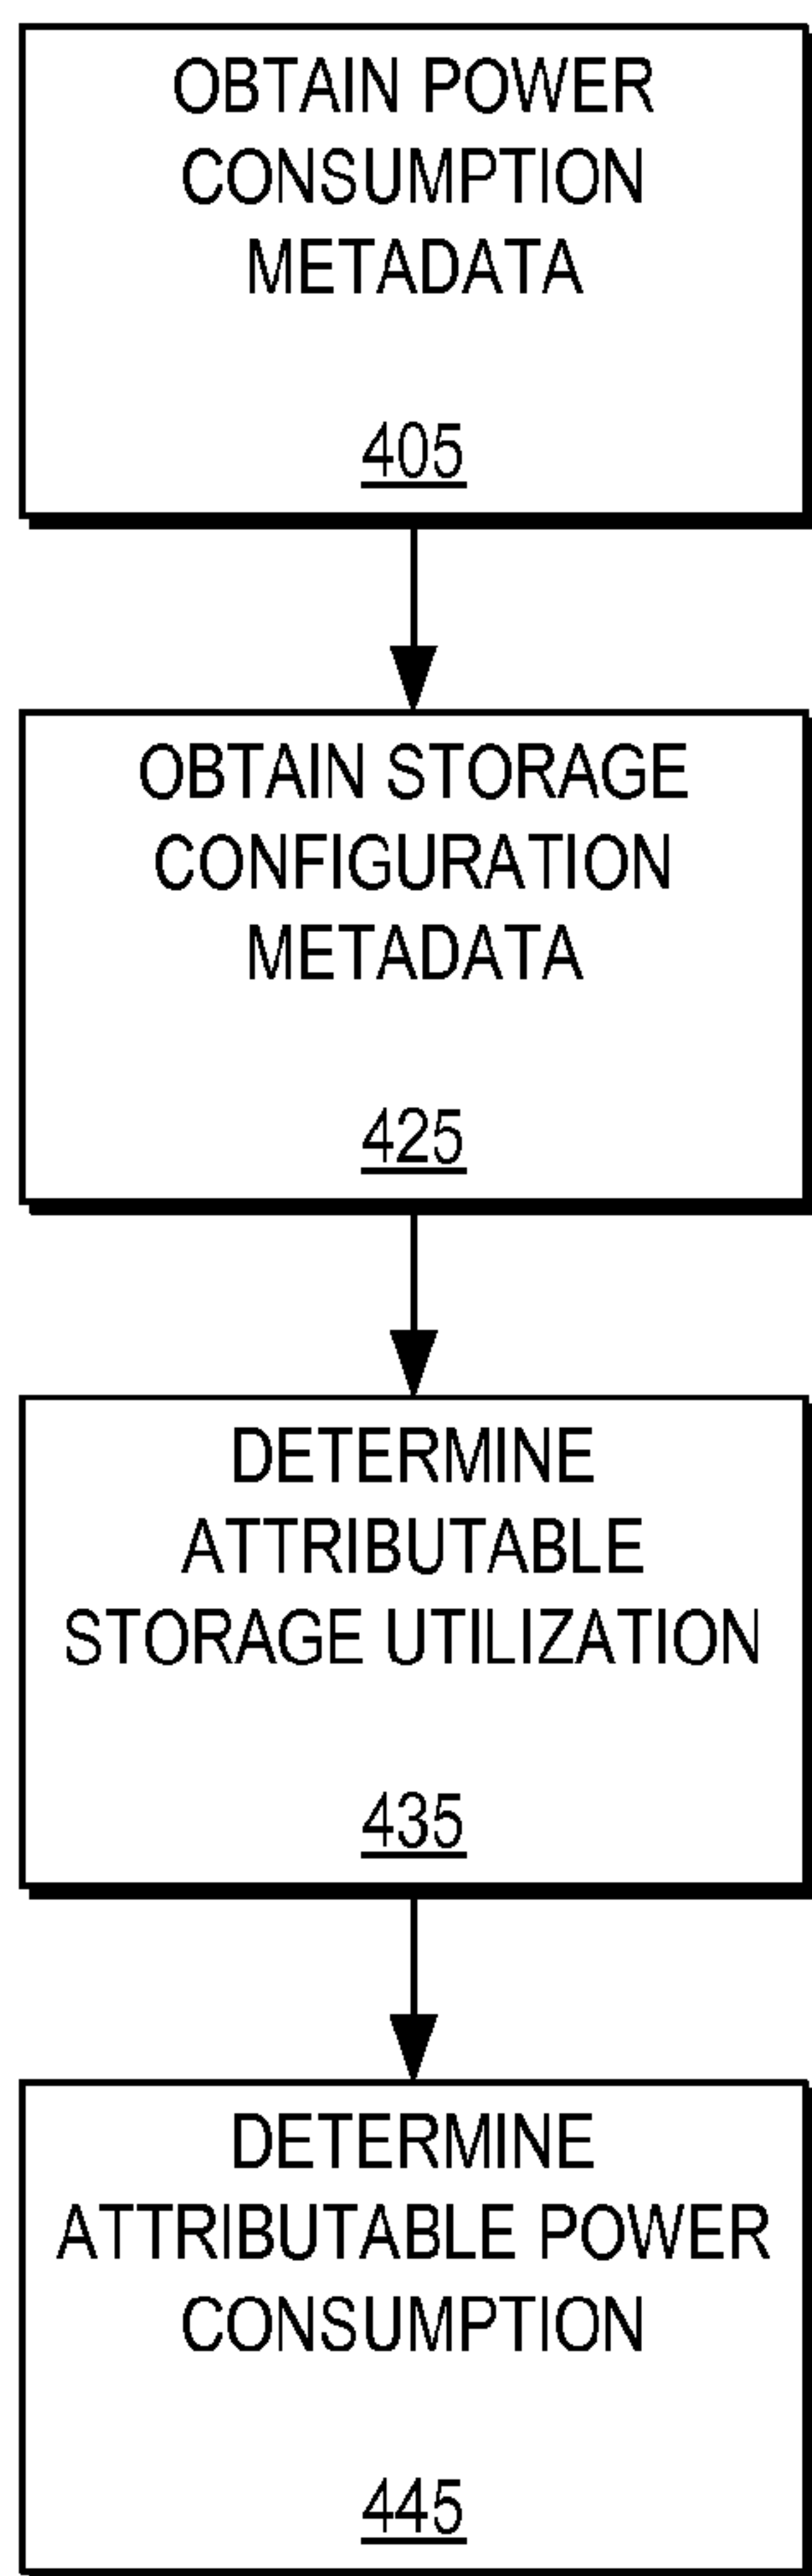 OBTAIN POWER
CONSUMPTION
METADATA
405
OBTAIN STORAGE
CONFIGURATION
METADATA
425
DETERMINE
ATTRIBUTABLE
STORAGE UTILIZATION
435
DETERMINE
ATTRIBUTABLE POWER
CONSUMPTION
445